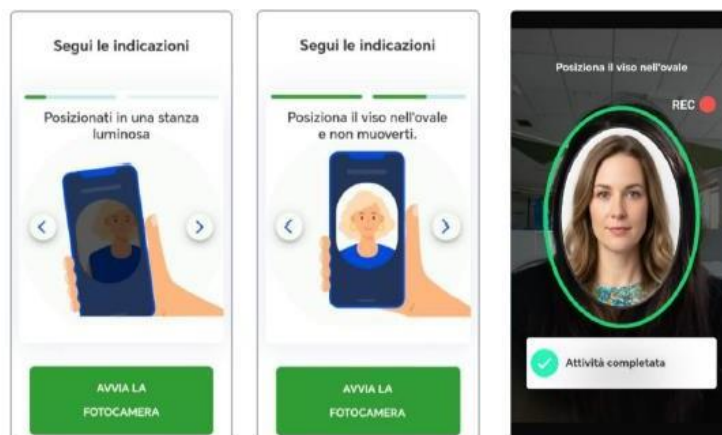 Segui le indicazioni
Posizionati in una stanza
luminosa
AVVIA LA
FOTOCAMERA
Segui le indicazioni
Posiziona il viso nell'ovale
e non muoverti.
AVVIA LA
FOTOCAMERA
Posiziona il viso nell'ovale
REC
Attività completata